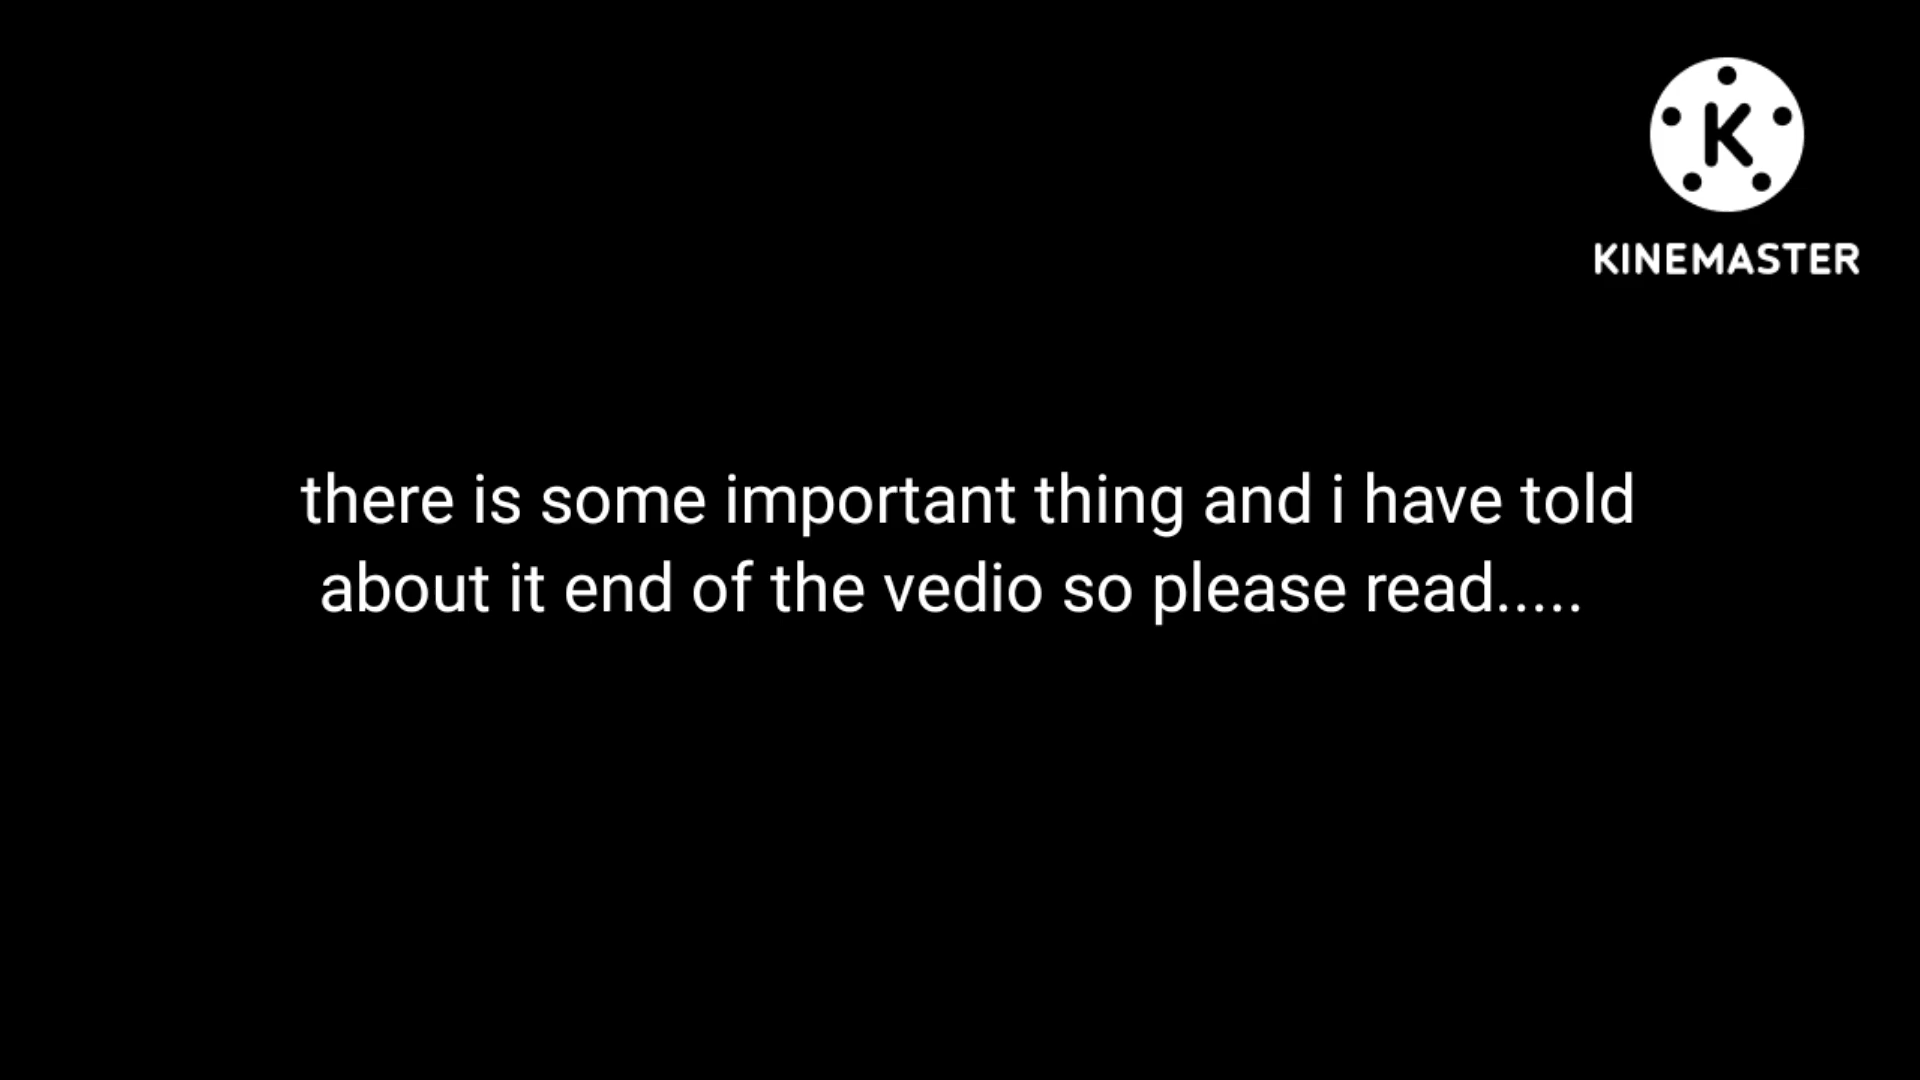 K
KINEMASTER
there is some important thing and i have told
about it end of the vedio so please read.....